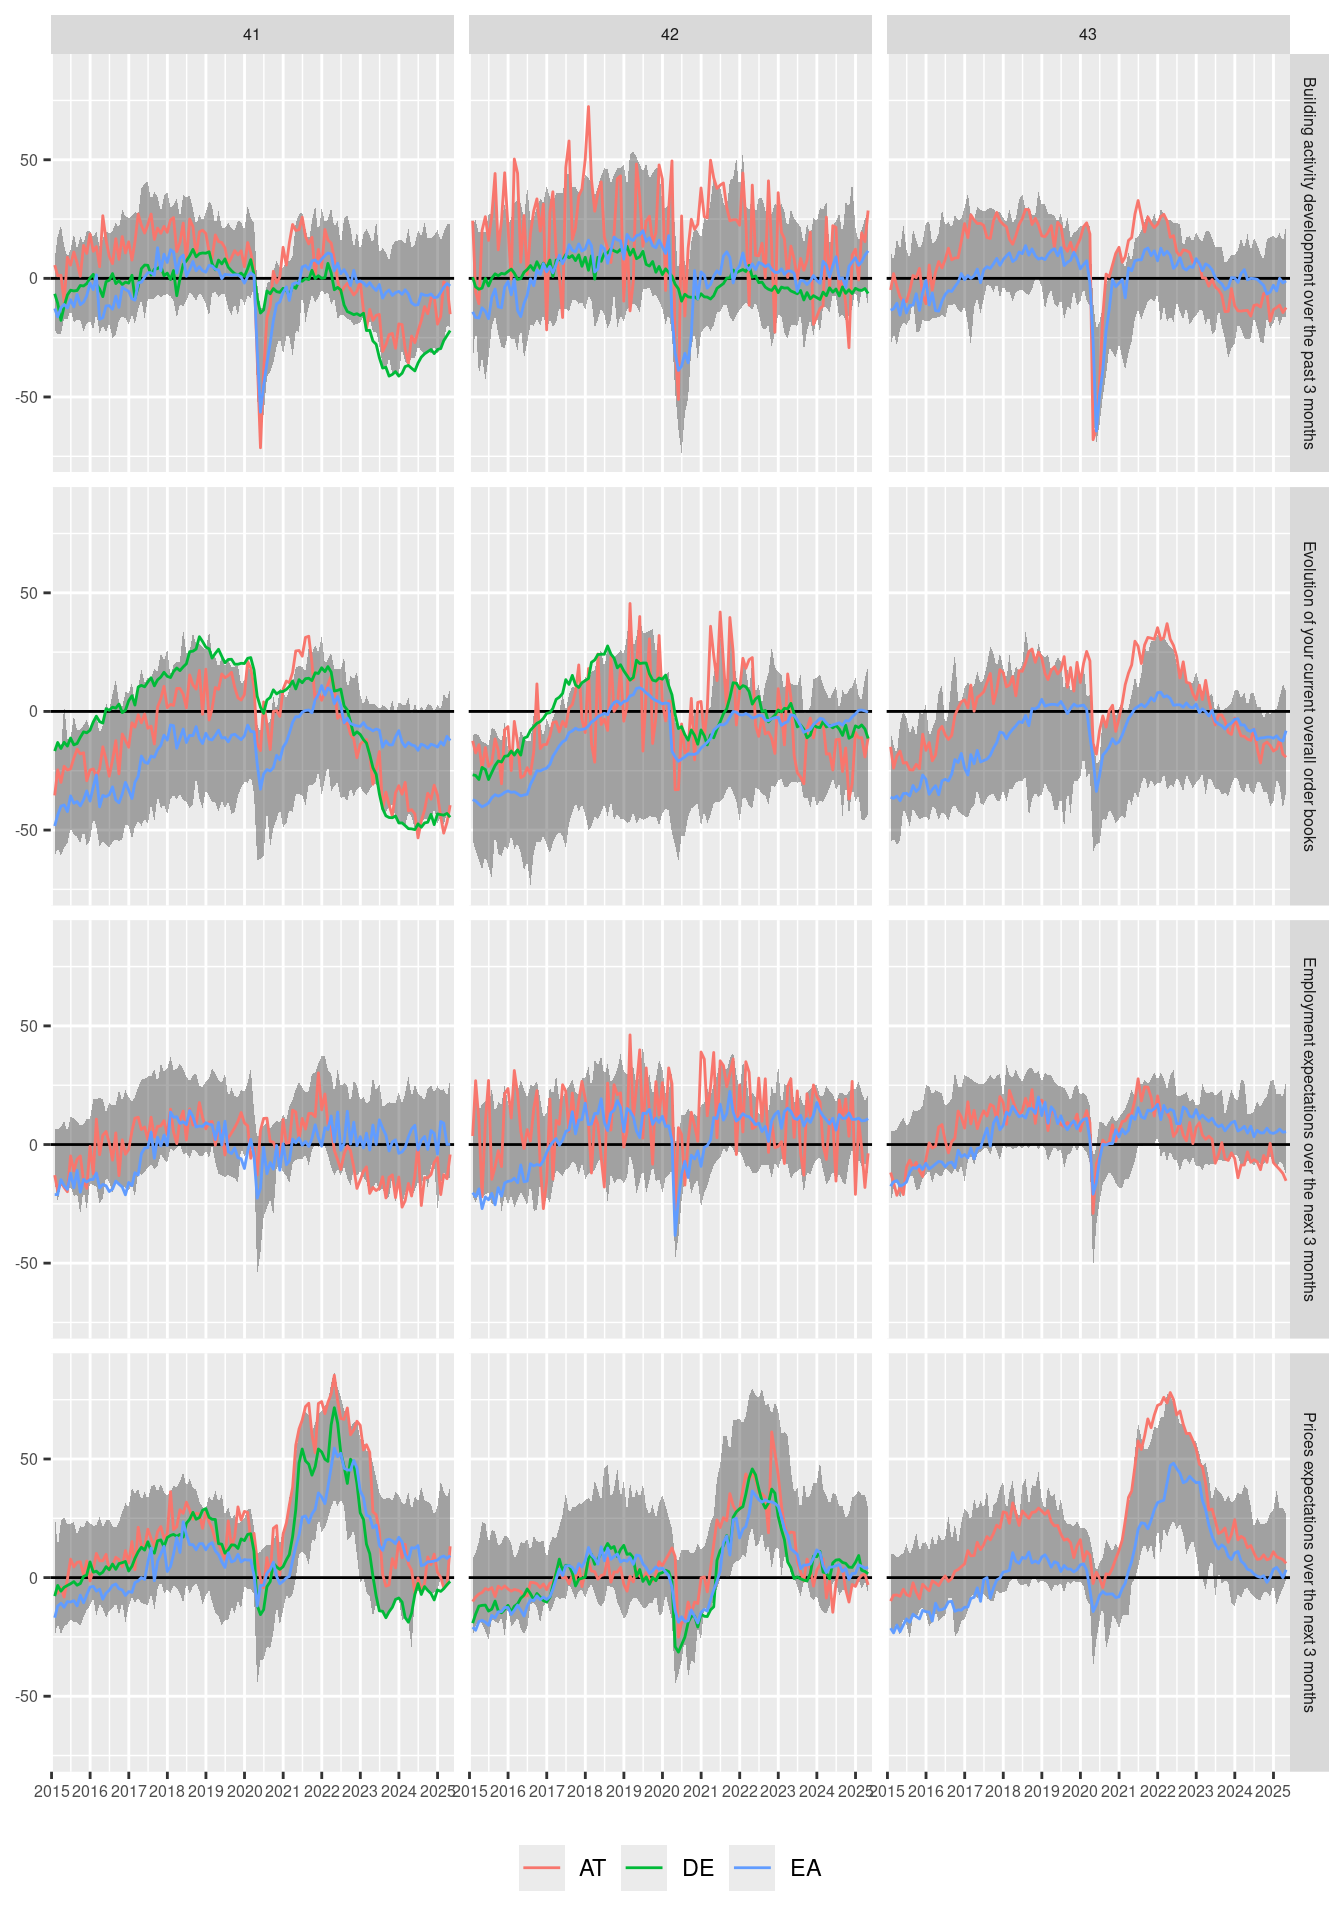 41 42 43
50
0
-50
Building activity development over the past 3 months
50
0
-50
Evolution of your current overall order books
50
0
-50
Employment expectations over the next 3 months
50
0
-50
Prices expectations over the next 3 months
2015 2016 2017 2018 2019 2020 2021 2022 2023 2024 2025 2015 2016 2017 2018 2019 2020 2021 2022 2023 2024 2025 2015 2016 2017 2018 2019 2020 2021 2022 2023 2024 2025
AT DE EA